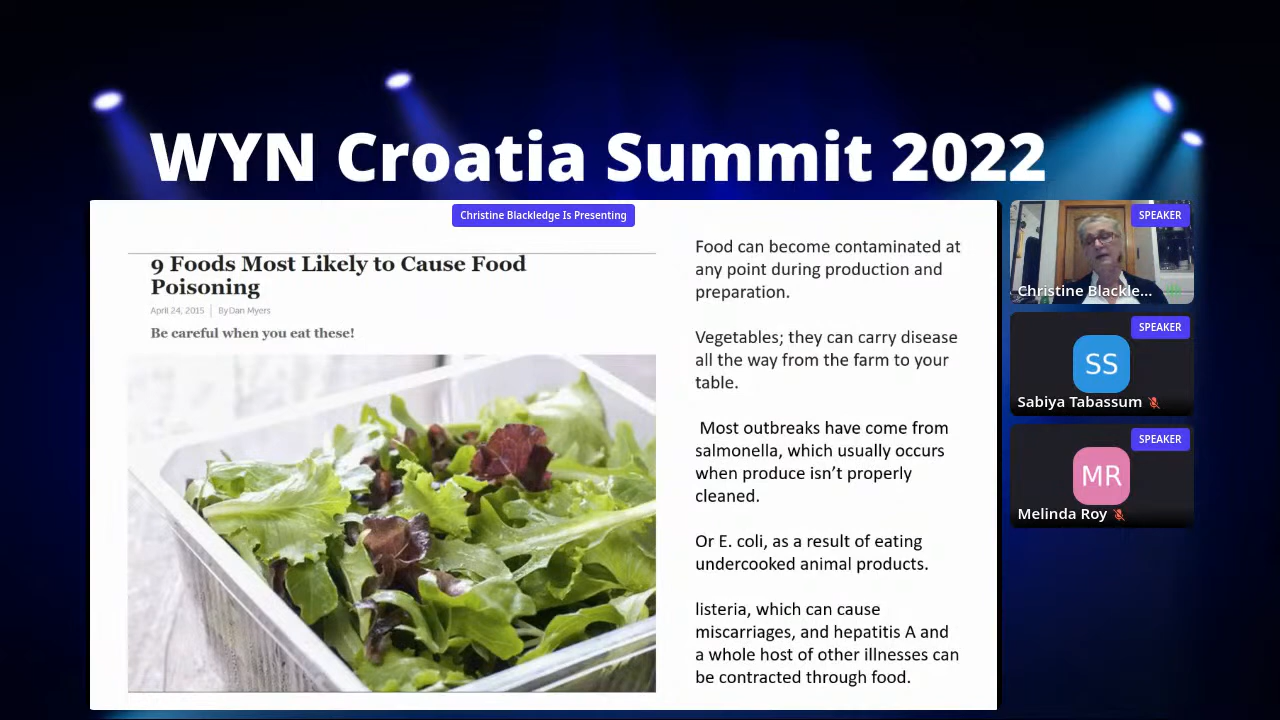 WYN Croatia Summit 2022
Christine Blackledge Is Presenting
9 Foods Most Likely to Cause Food
Poisoning
April 24, 2015 | By Dan Myers
Be careful when you eat these!
Food can become contaminated at
any point during production and
preparation.
Vegetables; they can carry disease
all the way from the farm to your
table.
Most outbreaks have come from
salmonella, which usually occurs
when produce isn’t properly
cleaned.
Or E. coli, as a result of eating
undercooked animal products.
listeria, which can cause
miscarriages, and hepatitis A and
a whole host of other illnesses can
be contracted through food.
SPEAKER
Christine Blackle...
SPEAKER
SS
Sabiya Tabassum
SPEAKER
MR
Melinda Roy